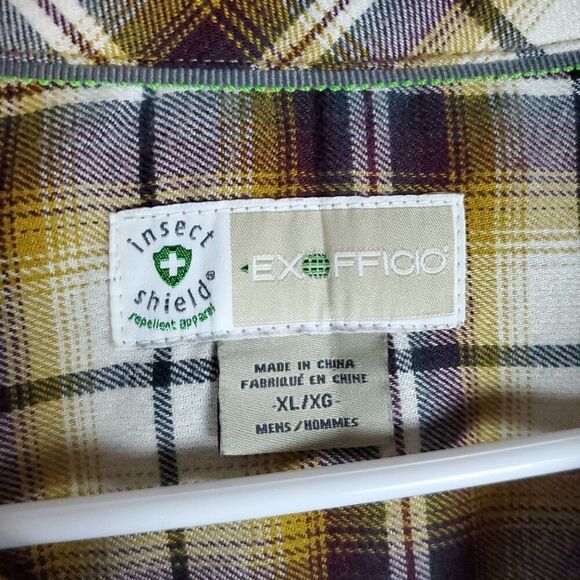 insect
shield®
repellent apparel
EXOFFICIO®
MADE IN CHINA
FABRIQUÉ EN CHINE
-XL/XG-
MENS/HOMMES